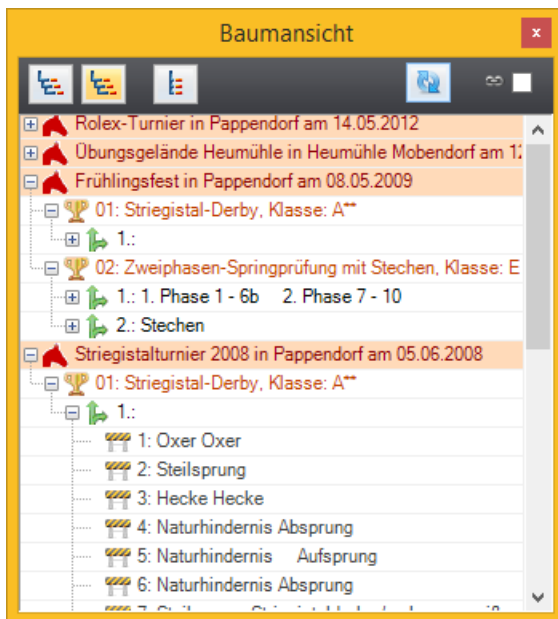 Baumansicht
x
Rolex-Turnier in Pappendorf am 14.05.2012
Übungsgelände Heumühle in Heumühle Mobendorf am 12
Frühlingsfest in Pappendorf am 08.05.2009
01: Striegistal-Derby, Klasse: A**
1.:
02: Zweiphasen-Springprüfung mit Stechen, Klasse: E
1.: 1. Phase 1 - 6b 2. Phase 7 - 10
2.: Stechen
Striegistalturnier 2008 in Pappendorf am 05.06.2008
01: Striegistal-Derby, Klasse: A**
1.:
1: Oxer Oxer
2: Steilsprung
3: Hecke Hecke
4: Naturhindernis Absprung
5: Naturhindernis Aufsprung
6: Naturhindernis Absprung